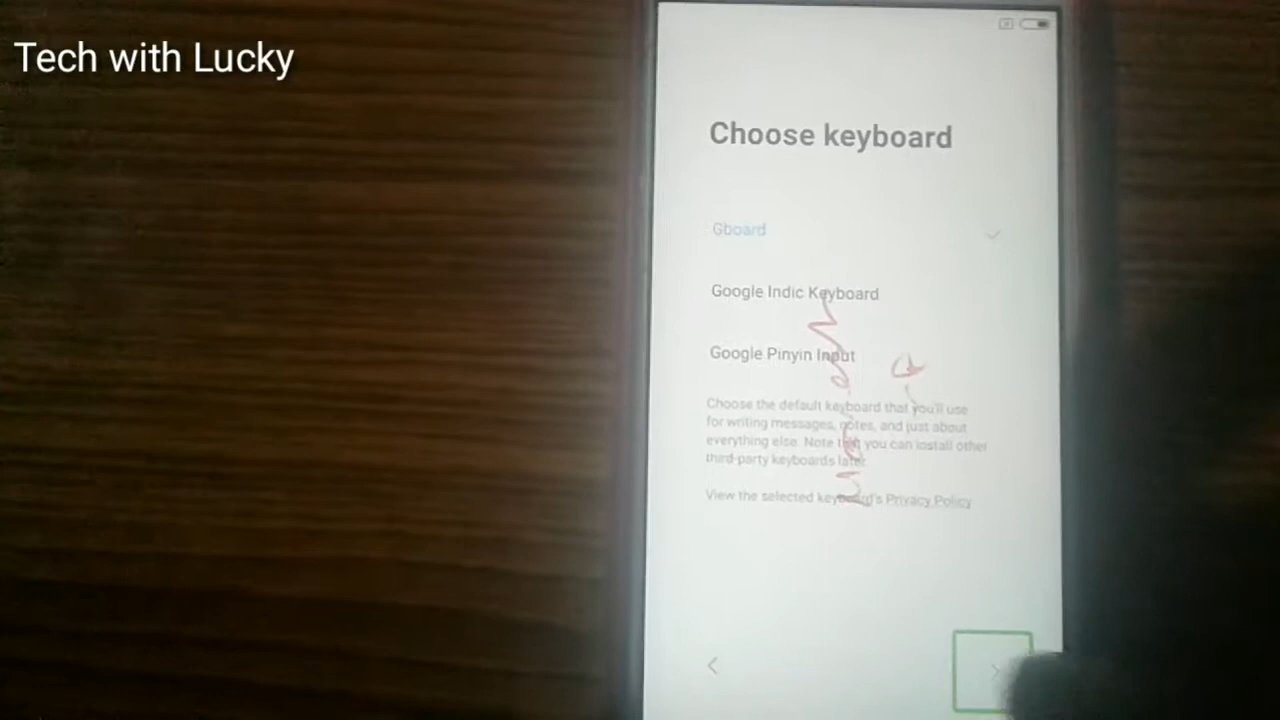 Tech with Lucky
Choose keyboard
Gboard
Google Indic Keyboard
Google Pinyin Input
Choose the default keyboard that you'll use
for writing messages, notes, and just about
everything else. Note that you can install other
third-party keyboards later.
View the selected keyboard's Privacy Policy